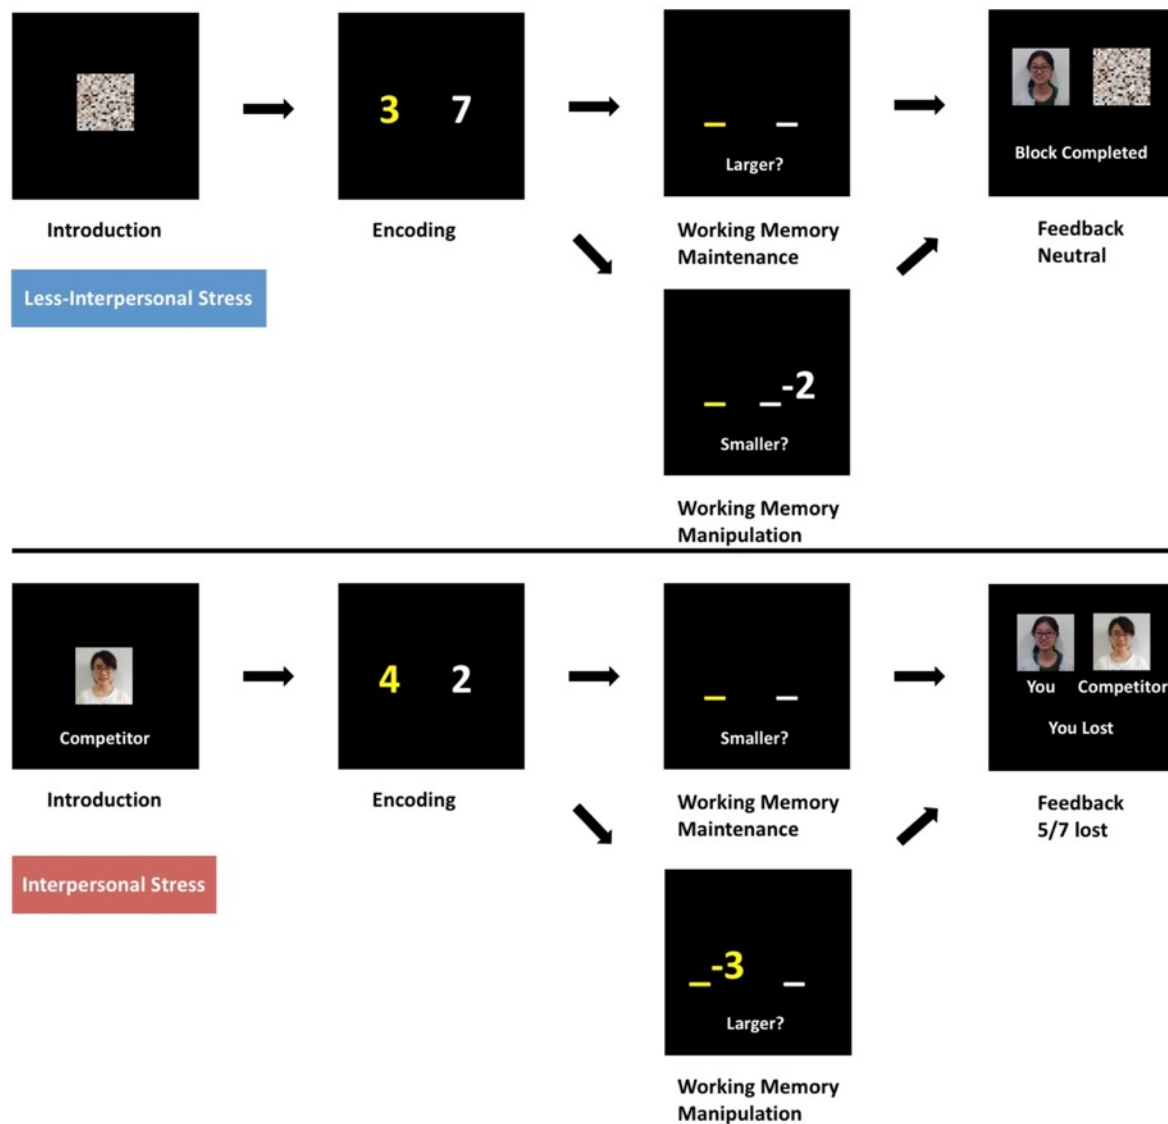 3 7
Larger?
Block Completed
Introduction
Encoding
Working Memory
Maintenance
Feedback
Neutral
Less-Interpersonal Stress
_ _-2
Smaller?
Working Memory
Manipulation
Competitor
4 2
Smaller?
You Competitor
You Lost
Introduction
Encoding
Working Memory
Maintenance
Feedback
5/7 lost
Interpersonal Stress
_-3 _
Larger?
Working Memory
Manipulation